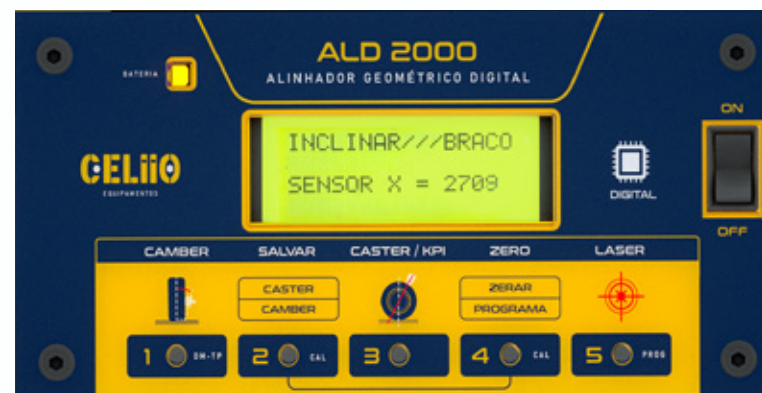 ALD 2000
ALINHADOR GEOMÉTRICO DIGITAL
BATERIA
ON
INCLINAR///BRACO
SENSOR X = 2709
CELIIO
EQUIPAMENTOS
DIGITAL
OFF
CAMBER SALVAR CASTER / KPI ZERO LASER
CASTER ZERAR
CAMBER PROGRAMA
1 DM-TP 2 CAL 3 4 CAL 5 PROG